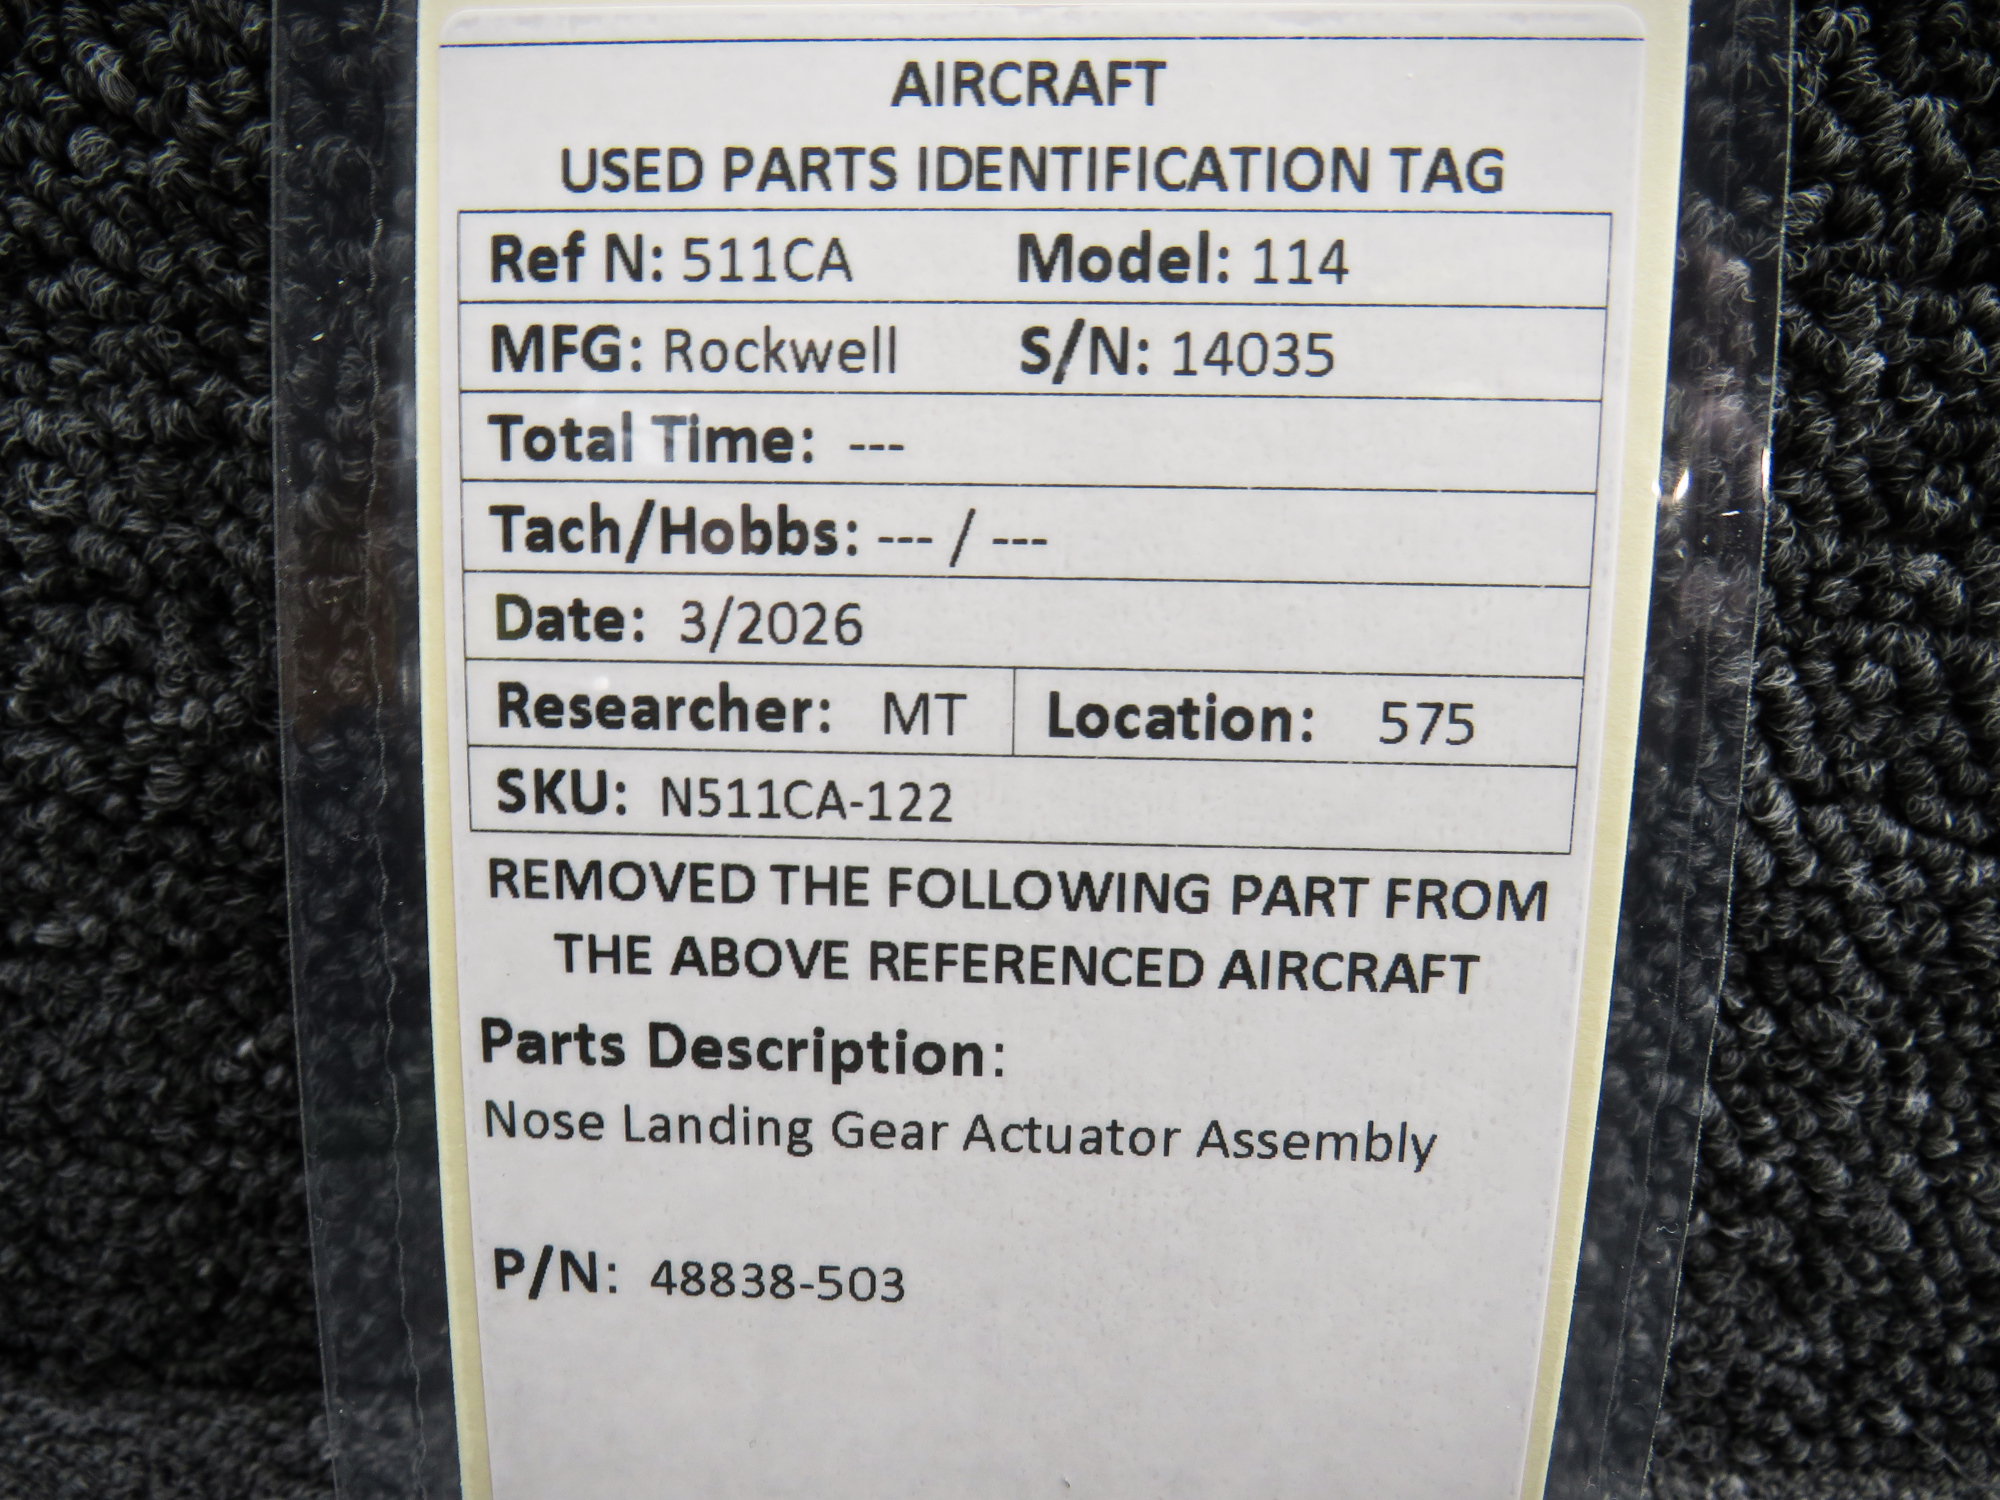 AIRCRAFT
USED PARTS IDENTIFICATION TAG
Ref N: 511CA Model: 114
MFG: Rockwell S/N: 14035
Total Time: ---
Tach/Hobbs: --- / ---
Date: 3/2026
Researcher: MT Location: 575
SKU: N511CA-122
REMOVED THE FOLLOWING PART FROM
THE ABOVE REFERENCED AIRCRAFT
Parts Description:
Nose Landing Gear Actuator Assembly
P/N: 48838-503